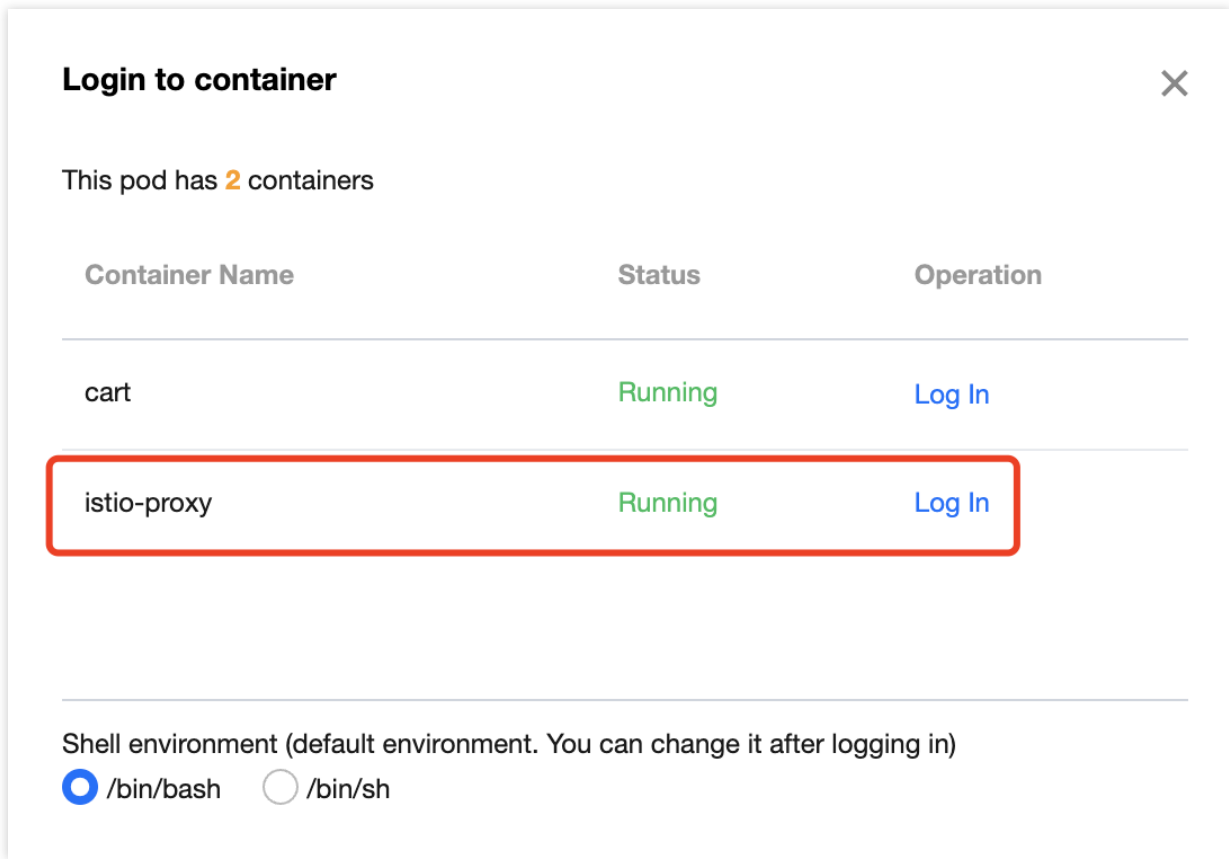 Login to container
This pod has 2 containers
Container Name Status Operation
cart Running Log In
istio-proxy Running Log In
Shell environment (default environment. You can change it after logging in)
/bin/bash /bin/sh